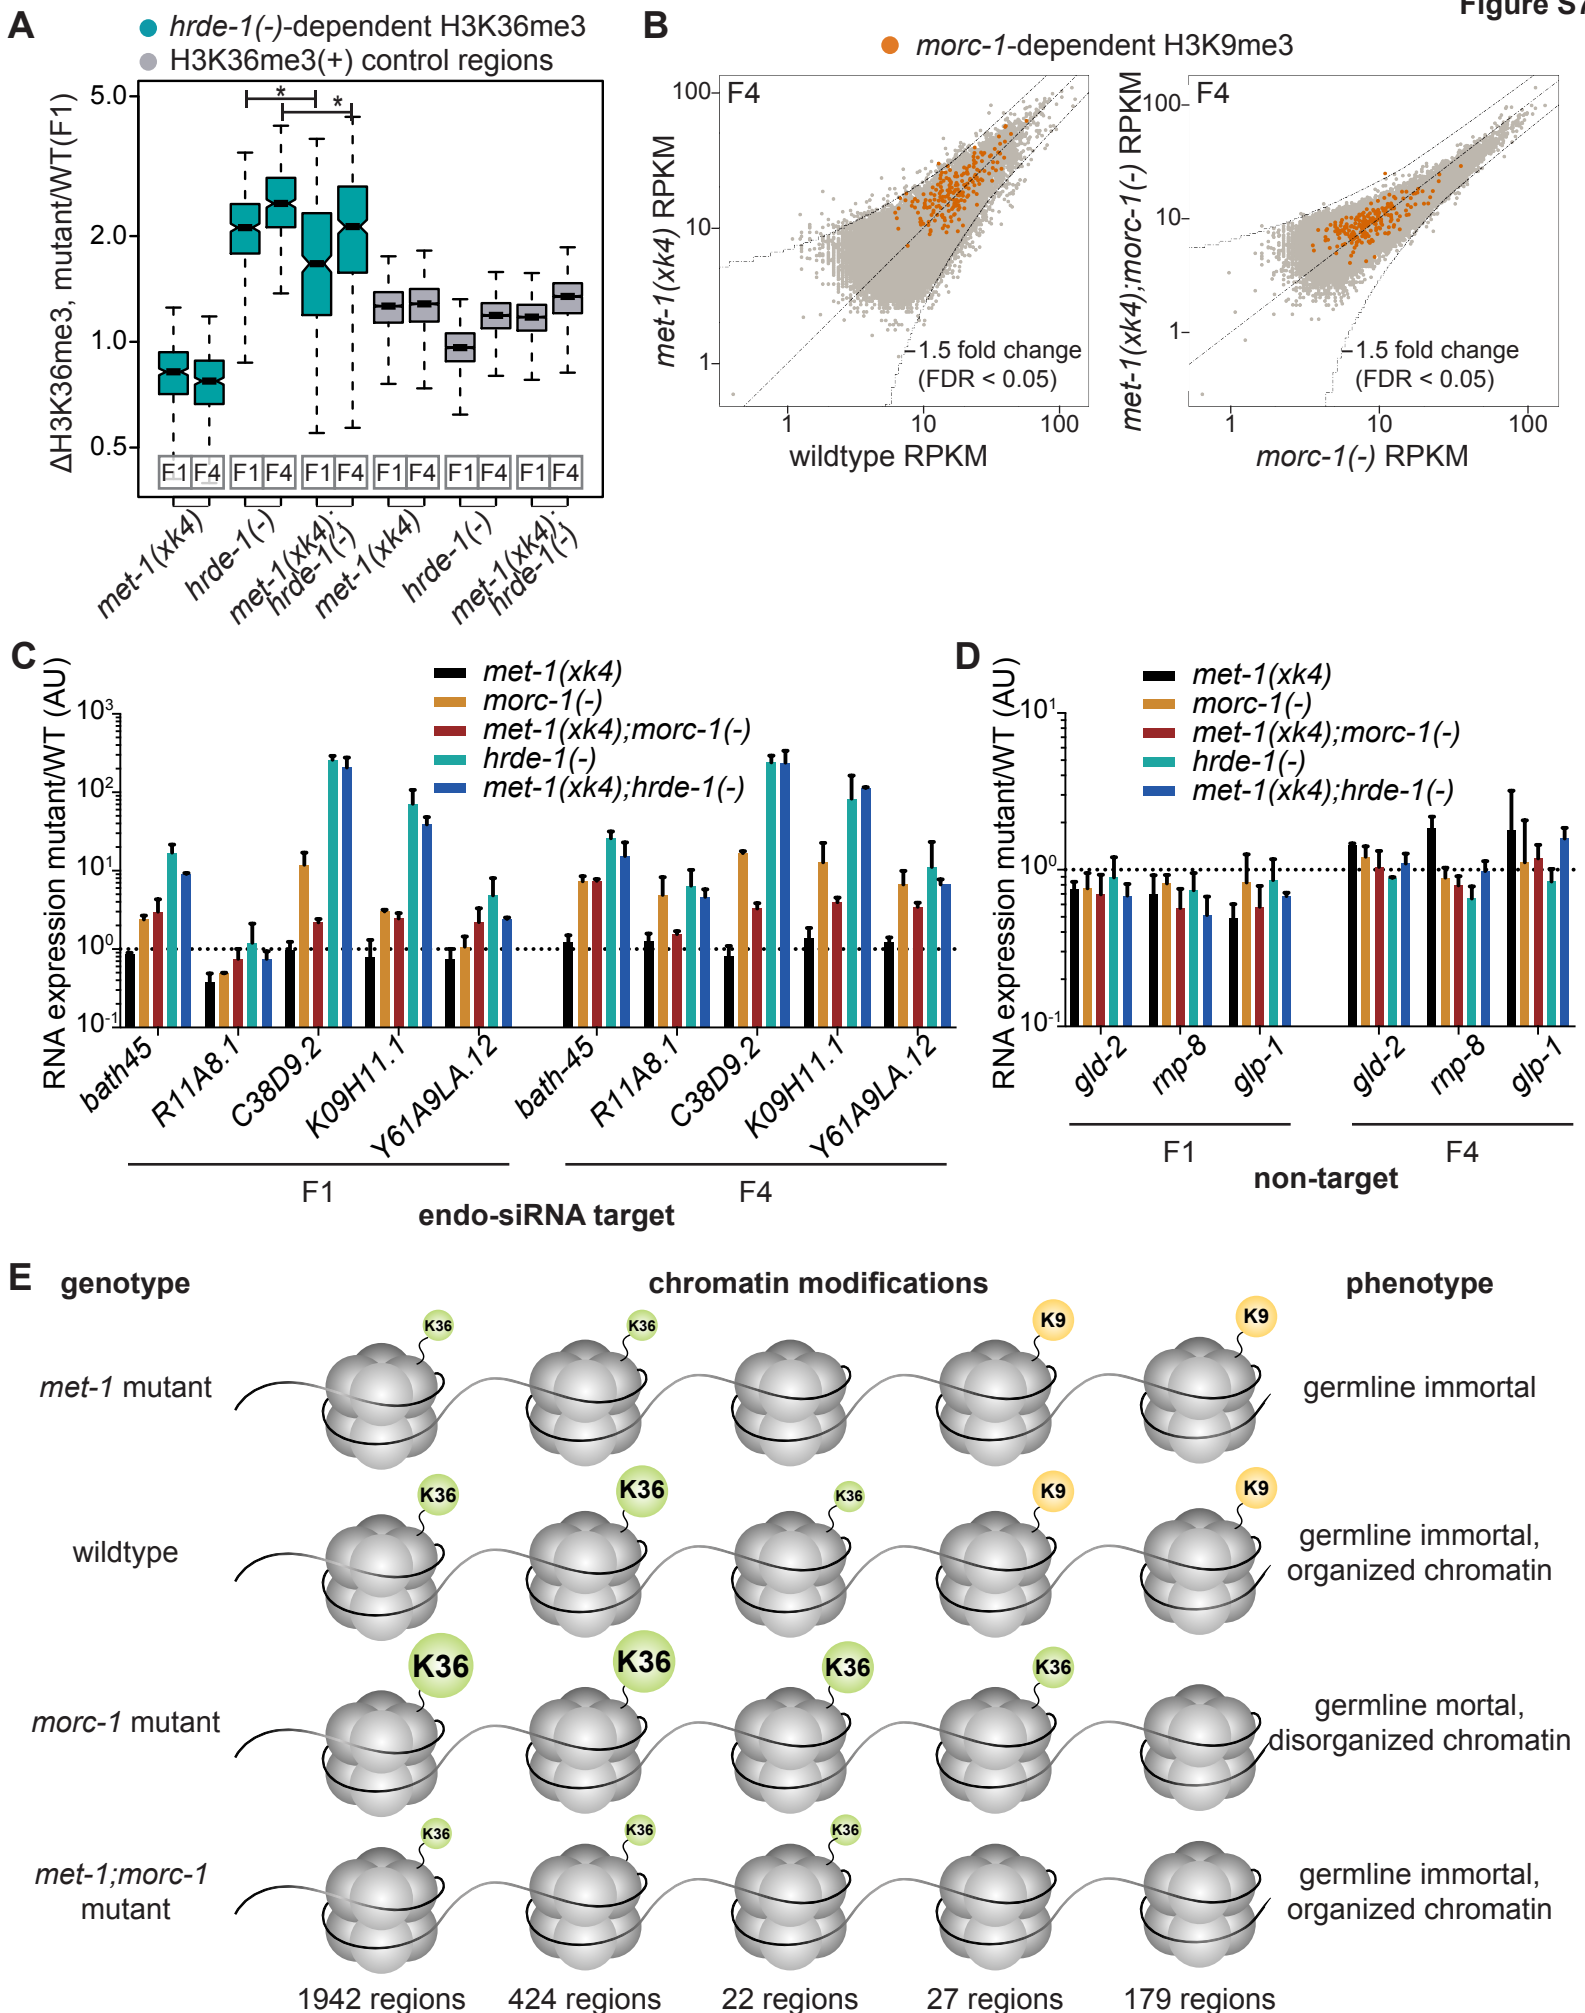 Figure S7
A
hrde-1(-)-dependent H3K36me3
H3K36me3(+) control regions
ΔH3K36me3, mutant/WT(F1)
5.0
2.0
1.0
0.5
* *
F1 F4 F1 F4 F1 F4 F1 F4 F1 F4 F1 F4
met-1(xk4)
hrde-1(-)
met-1(xk4);
hrde-1(-)
met-1(xk4)
hrde-1(-)
met-1(xk4);
hrde-1(-)
B
morc-1-dependent H3K9me3
F4
met-1(xk4) RPKM
100
10
1
1.5 fold change
(FDR < 0.05)
1 10 100
wildtype RPKM
F4
met-1(xk4);morc-1(-) RPKM
100
10
1
1.5 fold change
(FDR < 0.05)
1 10 100
morc-1(-) RPKM
C
RNA expression mutant/WT (AU)
met-1(xk4)
morc-1(-)
met-1(xk4);morc-1(-)
hrde-1(-)
met-1(xk4);hrde-1(-)
10³
10²
10¹
10⁰
10⁻¹
bath45 R11A8.1 C38D9.2 K09H11.1 Y61A9LA.12
bath-45 R11A8.1 C38D9.2 K09H11.1 Y61A9LA.12
F1 F4
endo-siRNA target
D
RNA expression mutant/WT (AU)
met-1(xk4)
morc-1(-)
met-1(xk4);morc-1(-)
hrde-1(-)
met-1(xk4);hrde-1(-)
10¹
10⁰
10⁻¹
gld-2 rnp-8 glp-1 gld-2 rnp-8 glp-1
F1 F4
non-target
E
genotype chromatin modifications phenotype
K36 K36 K9 K9
met-1 mutant
germline immortal
K36 K36 K36 K9 K9
wildtype
germline immortal,
organized chromatin
K36 K36 K36 K36
morc-1 mutant
germline mortal,
disorganized chromatin
K36 K36 K36
met-1;morc-1
mutant
germline immortal,
organized chromatin
1942 regions 424 regions 22 regions 27 regions 179 regions